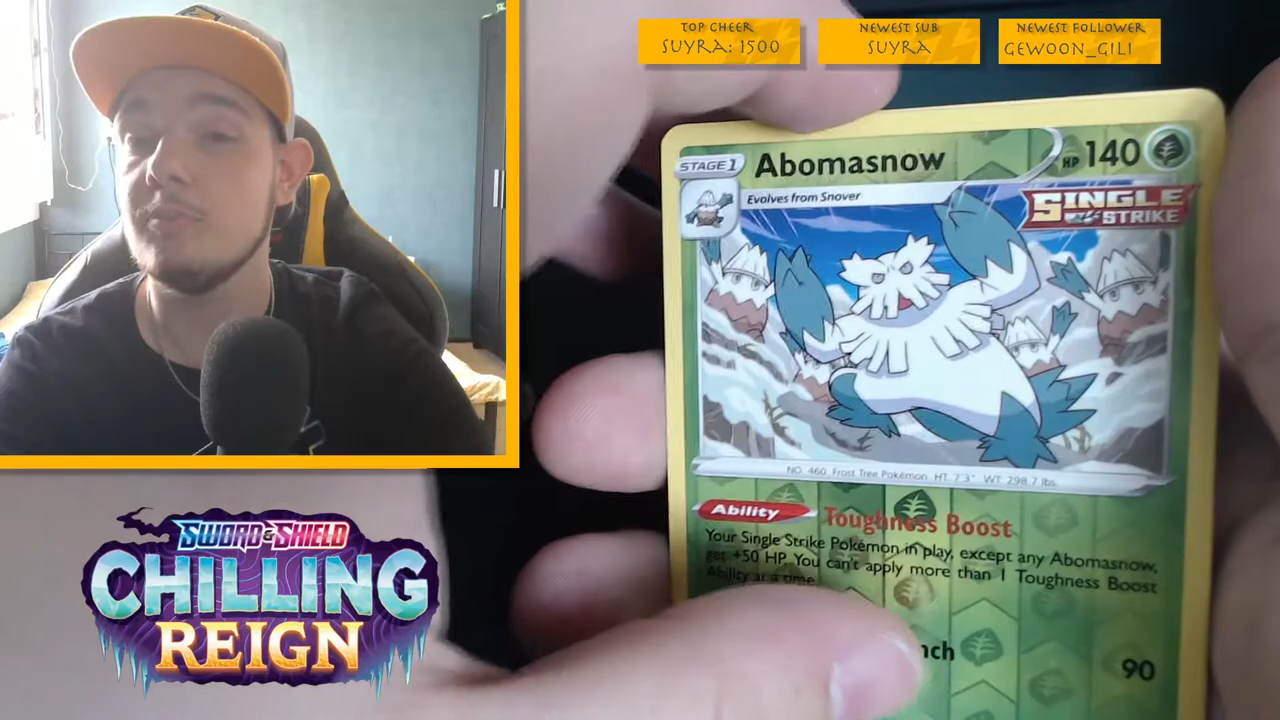 TOP CHEER
SUYRA: 1500
NEWEST SUB
SUYRA
NEWEST FOLLOWER
GEWOON_GILI
STAGE 1
Abomasnow
HP 140
Evolves from Snover
SINGLE
STRIKE
NO. 460 Frost Tree Pokémon HT: 7'3" WT: 298.7 lbs.
Ability Toughness Boost
Your Single Strike Pokémon in play, except any Abomasnow,
get +50 HP. You can't apply more than 1 Toughness Boost
Ability at a time.
nch 90
SWORD & SHIELD
CHILLING
REIGN